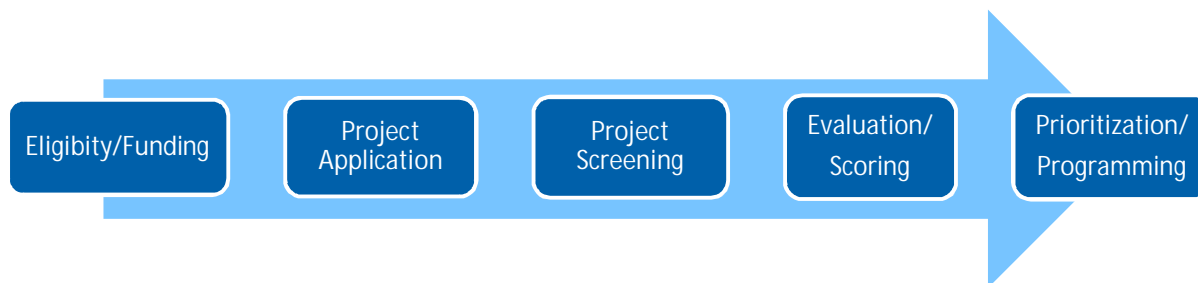 Eligibity/Funding
Project
Application
Project
Screening
Evaluation/
Scoring
Prioritization/
Programming